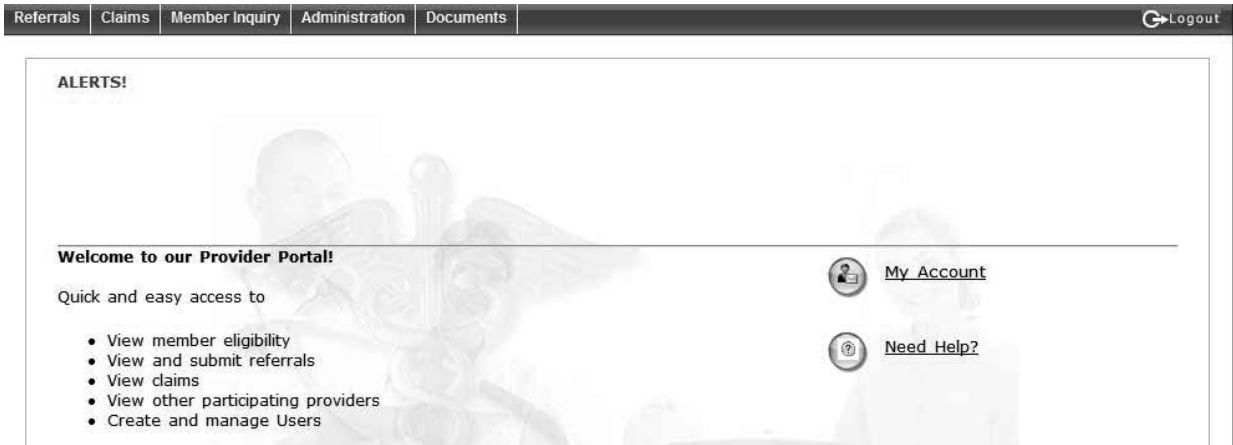 Referrals Claims Member Inquiry Administration Documents Logout
ALERTS!
Welcome to our Provider Portal!
My Account
Quick and easy access to
• View member eligibility
Need Help?
• View and submit referrals
• View claims
• View other participating providers
• Create and manage Users